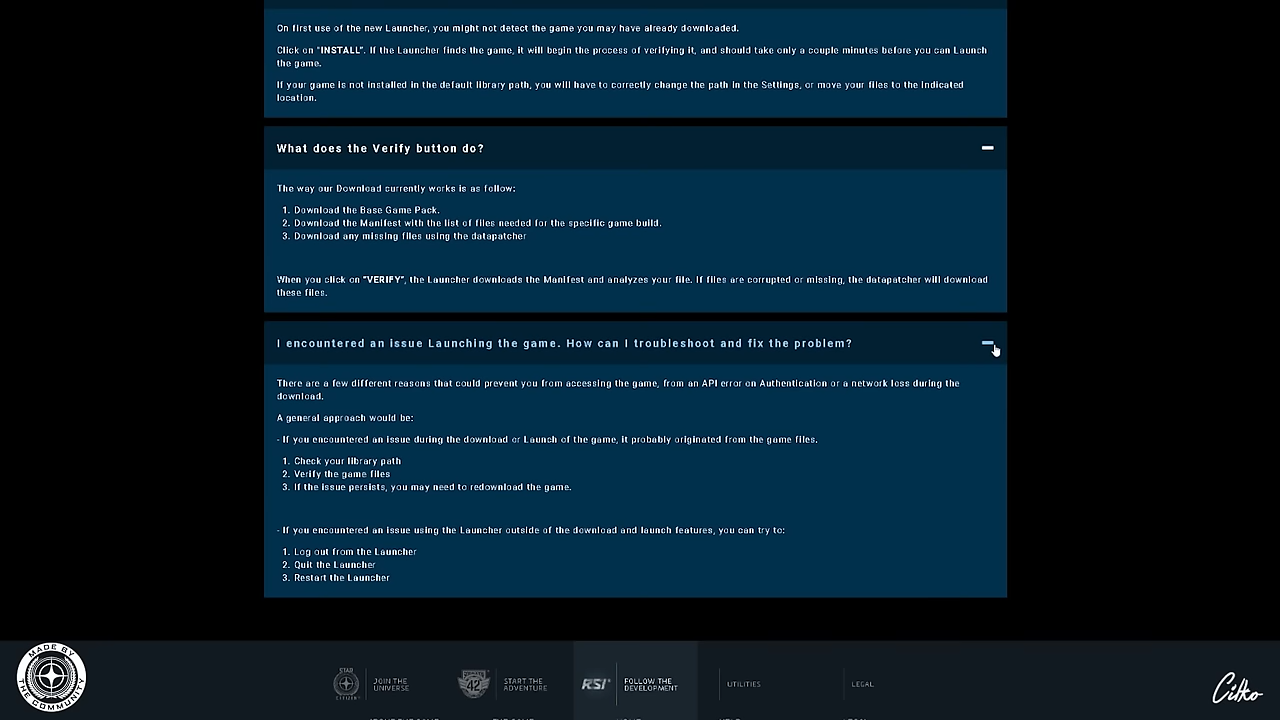 On first use of the new Launcher, you might not detect the game you may have already downloaded.
Click on "INSTALL". If the Launcher finds the game, it will begin the process of verifying it, and should take only a couple minutes before you can Launch
the game.
If your game is not installed in the default library path, you will have to correctly change the path in the Settings, or move your files to the indicated
location.
What does the Verify button do?
The way our Download currently works is as follow:
1. Download the Base Game Pack.
2. Download the Manifest with the list of files needed for the specific game build.
3. Download any missing files using the datapatcher
When you click on "VERIFY", the Launcher downloads the Manifest and analyzes your file. If files are corrupted or missing, the datapatcher will download
these files.
I encountered an issue Launching the game. How can I troubleshoot and fix the problem?
There are a few different reasons that could prevent you from accessing the game, from an API error on Authentication or a network loss during the
download.
A general approach would be:
- If you encountered an issue during the download or Launch of the game, it probably originated from the game files.
1. Check your library path
2. Verify the game files
3. If the issue persists, you may need to redownload the game.
- If you encountered an issue using the Launcher outside of the download and launch features, you can try to:
1. Log out from the Launcher
2. Quit the Launcher
3. Restart the Launcher
MADE BY
THE COMMUNITY
STAR
CITIZEN
JOIN THE
UNIVERSE
42
START THE
ADVENTURE
RSI
FOLLOW THE
DEVELOPMENT
UTILITIES
LEGAL